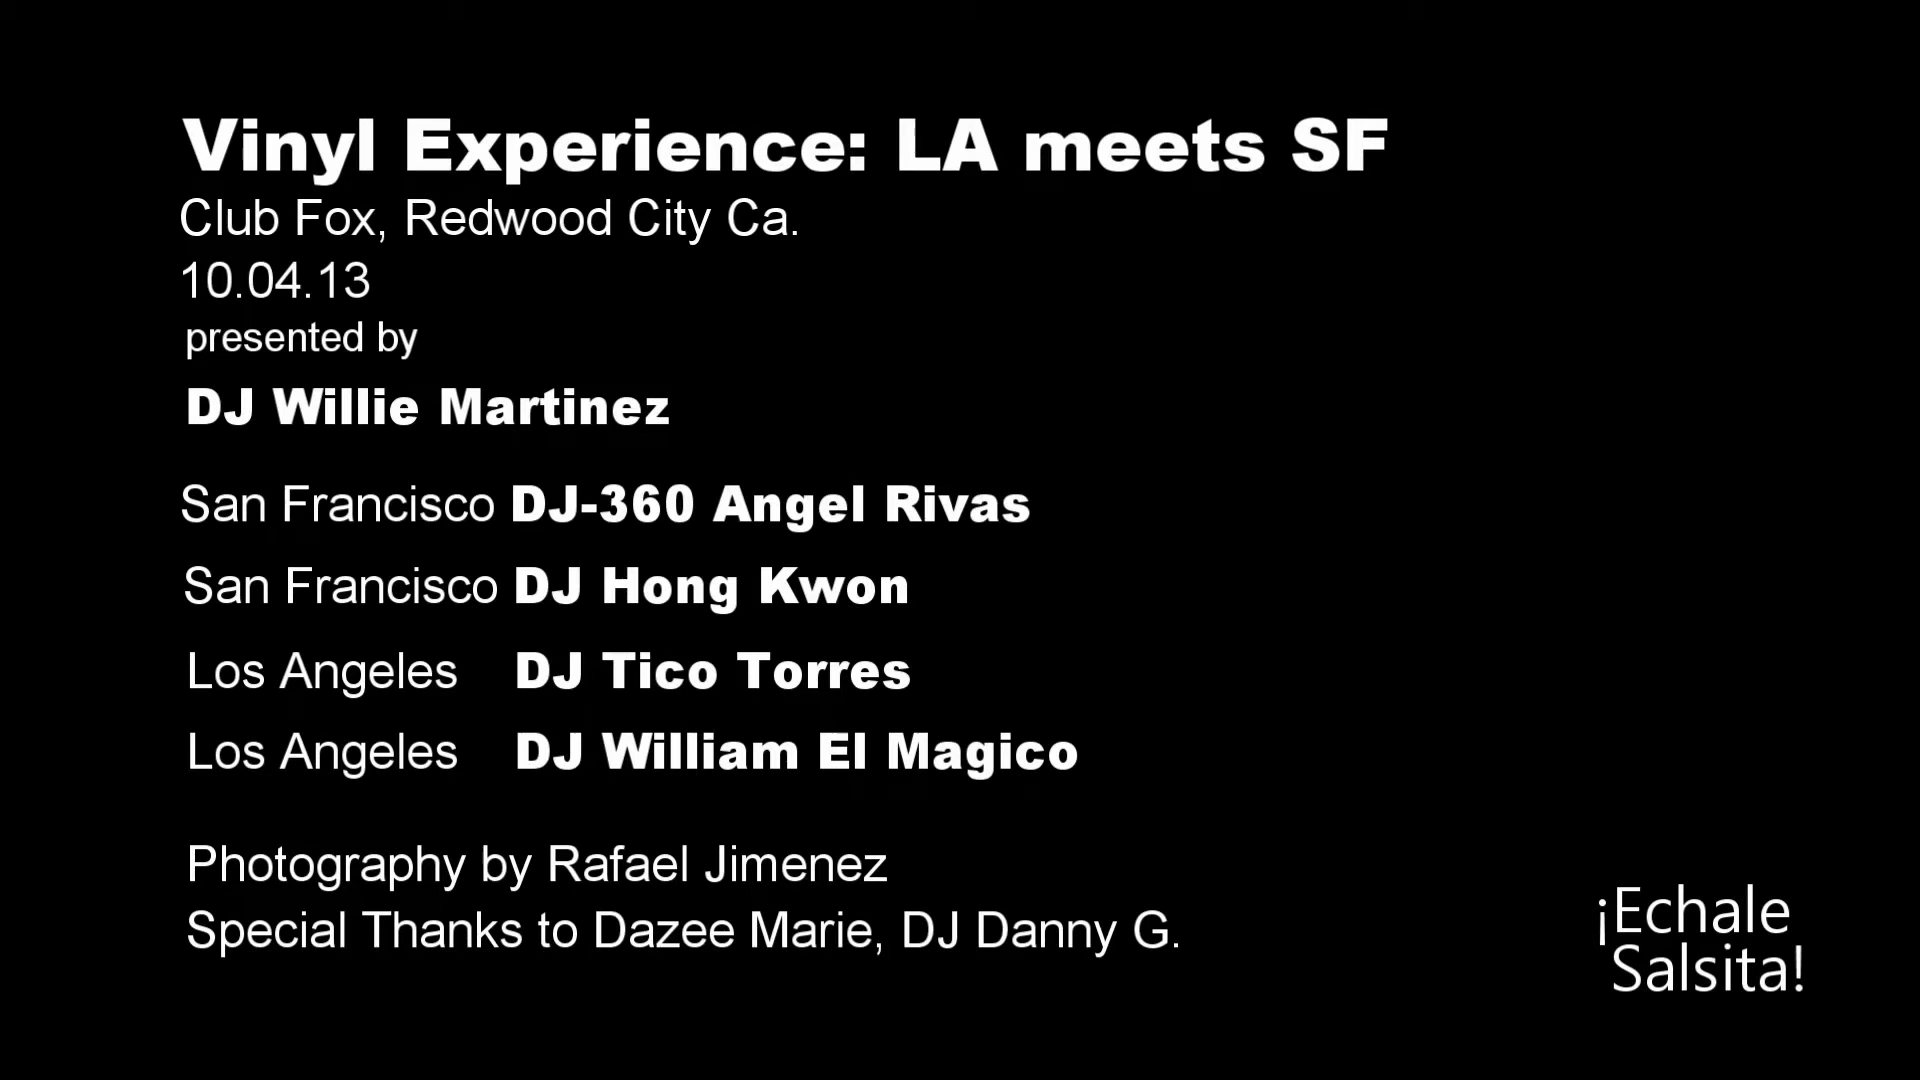 Vinyl Experience: LA meets SF
Club Fox, Redwood City Ca.
10.04.13
presented by
DJ Willie Martinez
San Francisco DJ-360 Angel Rivas
San Francisco DJ Hong Kwon
Los Angeles DJ Tico Torres
Los Angeles DJ William El Magico
Photography by Rafael Jimenez
Special Thanks to Dazee Marie, DJ Danny G.
¡Echale
Salsita!